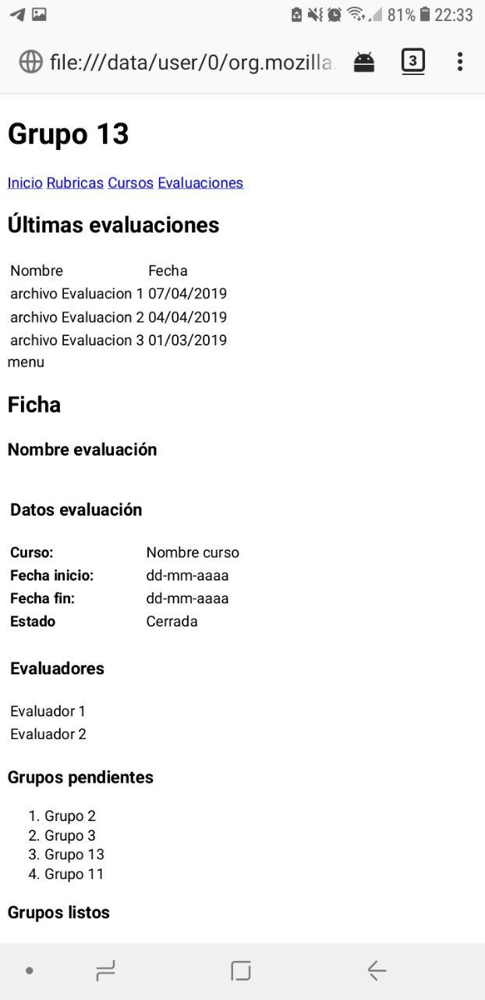 81% 22:33
file:///data/user/0/org.mozilla.
3
Grupo 13
Inicio Rubricas Cursos Evaluaciones
Últimas evaluaciones
Nombre Fecha
archivo Evaluacion 1 07/04/2019
archivo Evaluacion 2 04/04/2019
archivo Evaluacion 3 01/03/2019
menu
Ficha
Nombre evaluación
Datos evaluación
Curso: Nombre curso
Fecha inicio: dd-mm-aaaa
Fecha fin: dd-mm-aaaa
Estado Cerrada
Evaluadores
Evaluador 1
Evaluador 2
Grupos pendientes
1. Grupo 2
2. Grupo 3
3. Grupo 13
4. Grupo 11
Grupos listos